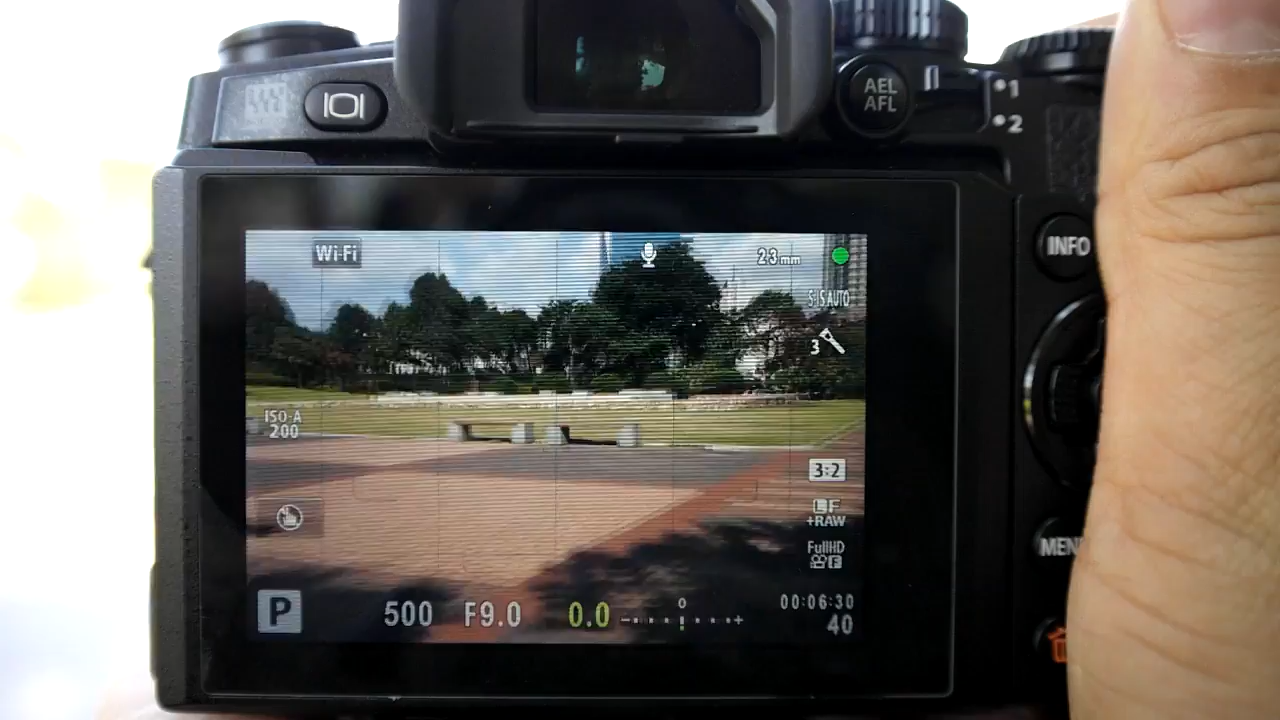 AEL
AFL
1
2
Wi-Fi
23mm
S-IS AUTO
3
INFO
ISO-A
200
3:2
LF
+RAW
FullHD
F
MENU
P
500 F9.0 0.0
0
- +
00:06:30
40